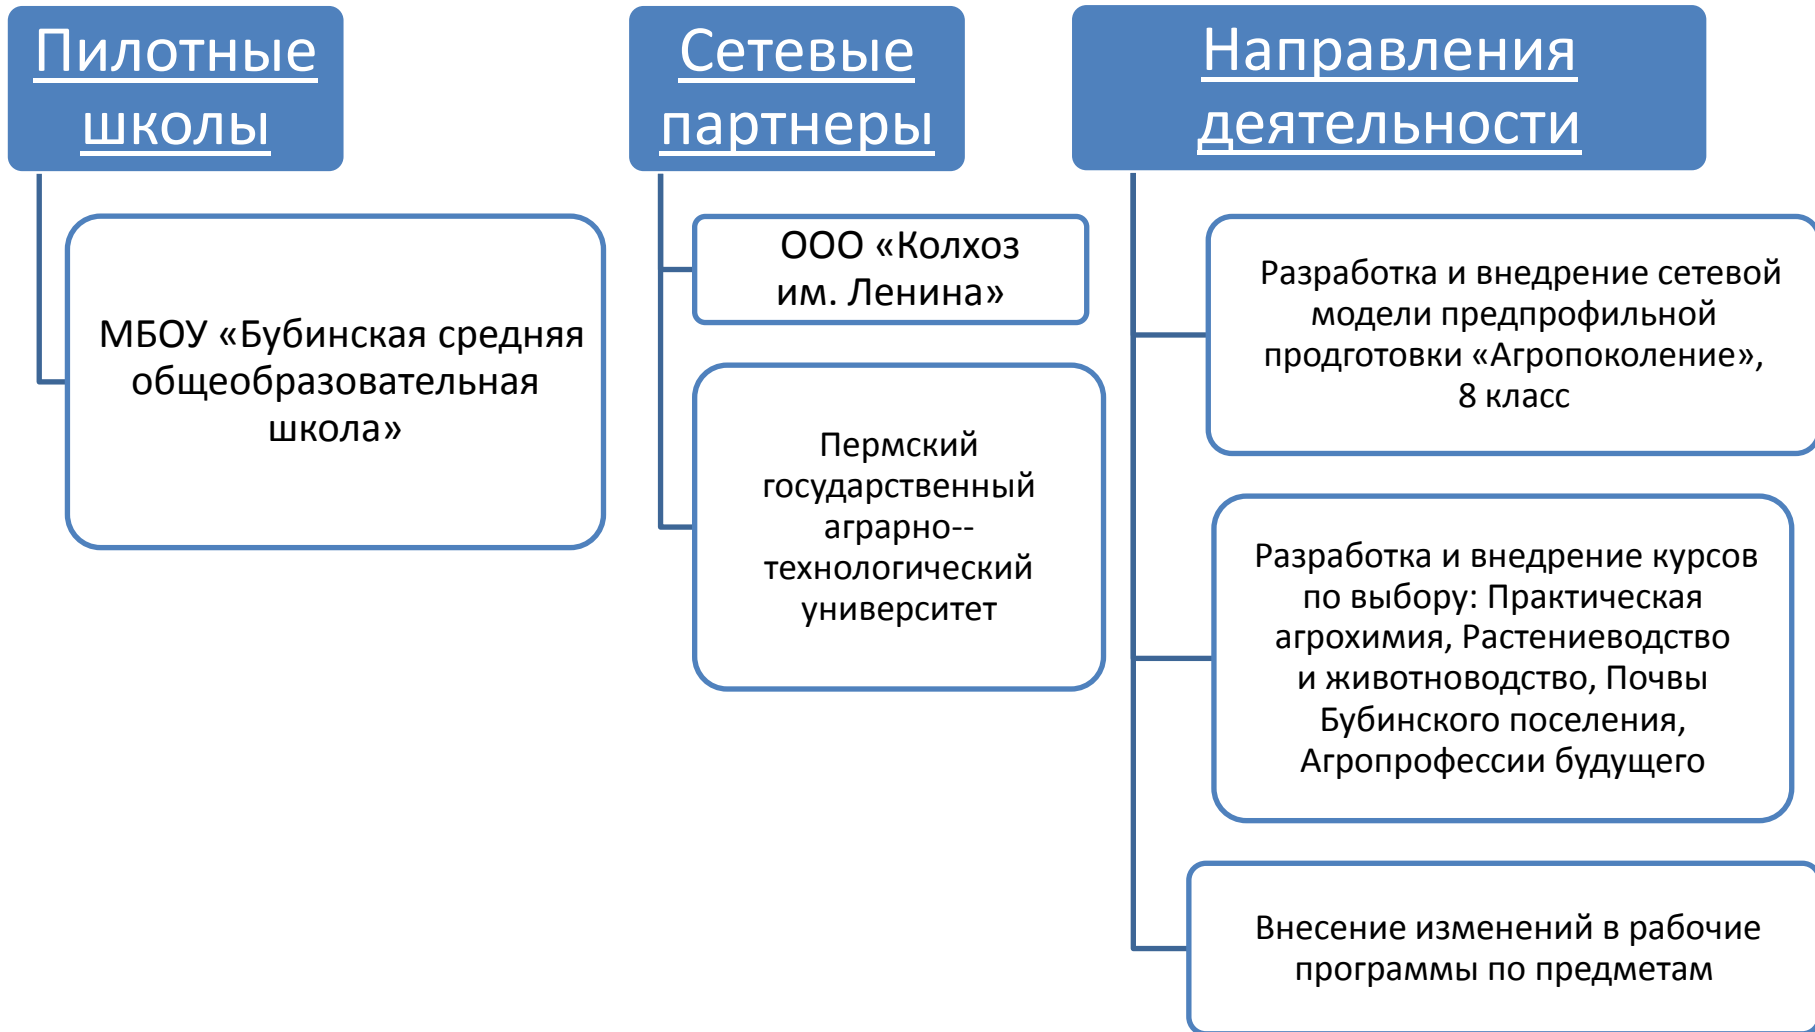 Пилотные
школы
МБОУ «Бубинская средняя
общеобразовательная
школа»
Сетевые
партнеры
ООО «Колхоз
им. Ленина»
Пермский
государственный
аграрно--
технологический
университет
Направления
деятельности
Разработка и внедрение сетевой
модели предпрофильной
продготовки «Агропоколение»,
8 класс
Разработка и внедрение курсов
по выбору: Практическая
агрохимия, Растениеводство
и животноводство, Почвы
Бубинского поселения,
Агропрофессии будущего
Внесение изменений в рабочие
программы по предметам